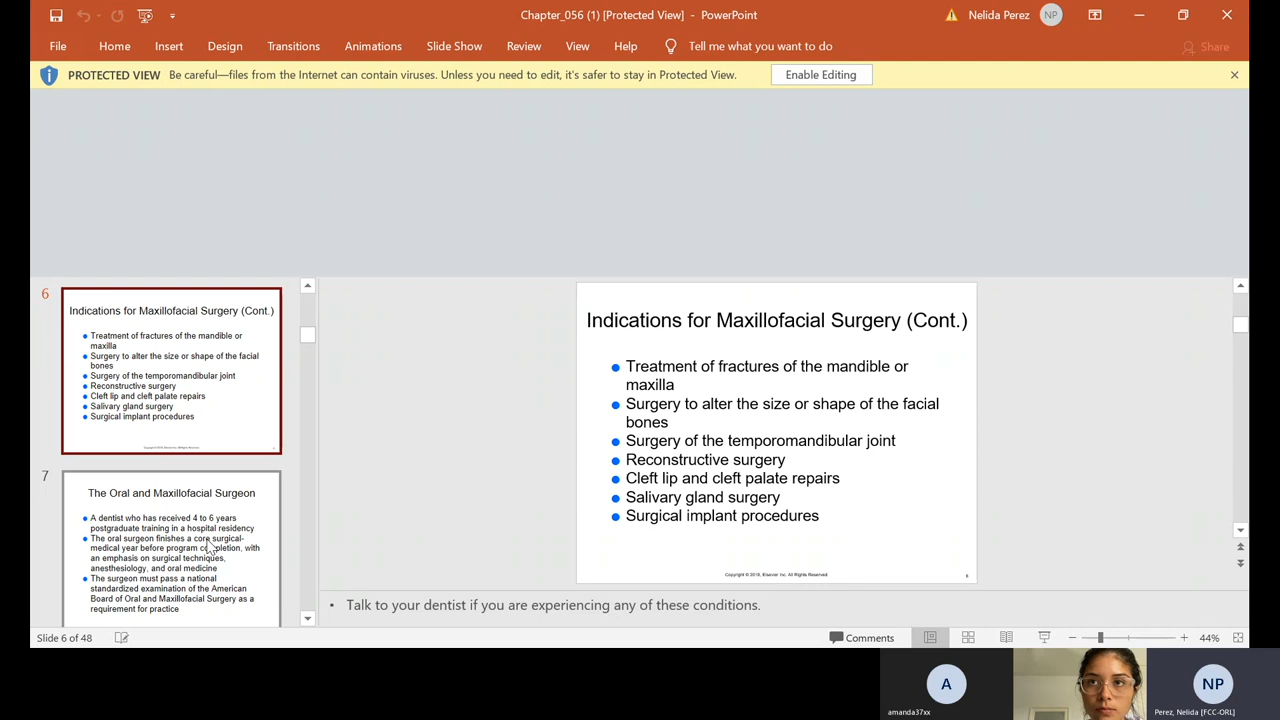 Chapter_056 (1) [Protected View] - PowerPoint
Nelida Perez
NP
File Home Insert Design Transitions Animations Slide Show Review View Help Tell me what you want to do
Share
PROTECTED VIEW Be careful—files from the Internet can contain viruses. Unless you need to edit, it's safer to stay in Protected View.
Enable Editing
6
Indications for Maxillofacial Surgery (Cont.)
Treatment of fractures of the mandible or
maxilla
Surgery to alter the size or shape of the facial
bones
Surgery of the temporomandibular joint
Reconstructive surgery
Cleft lip and cleft palate repairs
Salivary gland surgery
Surgical implant procedures
7
The Oral and Maxillofacial Surgeon
A dentist who has received 4 to 6 years
postgraduate training in a hospital residency
The oral surgeon finishes a core surgical-
medical year before program completion, with
an emphasis on surgical techniques,
anesthesiology, and oral medicine
The surgeon must pass a national
standardized examination of the American
Board of Oral and Maxillofacial Surgery as a
requirement for practice
Indications for Maxillofacial Surgery (Cont.)
Treatment of fractures of the mandible or
maxilla
Surgery to alter the size or shape of the facial
bones
Surgery of the temporomandibular joint
Reconstructive surgery
Cleft lip and cleft palate repairs
Salivary gland surgery
Surgical implant procedures
Copyright © 2018, Elsevier Inc. All Rights Reserved.
6
• Talk to your dentist if you are experiencing any of these conditions.
Slide 6 of 48
Comments
44%
A
amanda37xx
NP
Perez, Nelida [FCC-ORL]